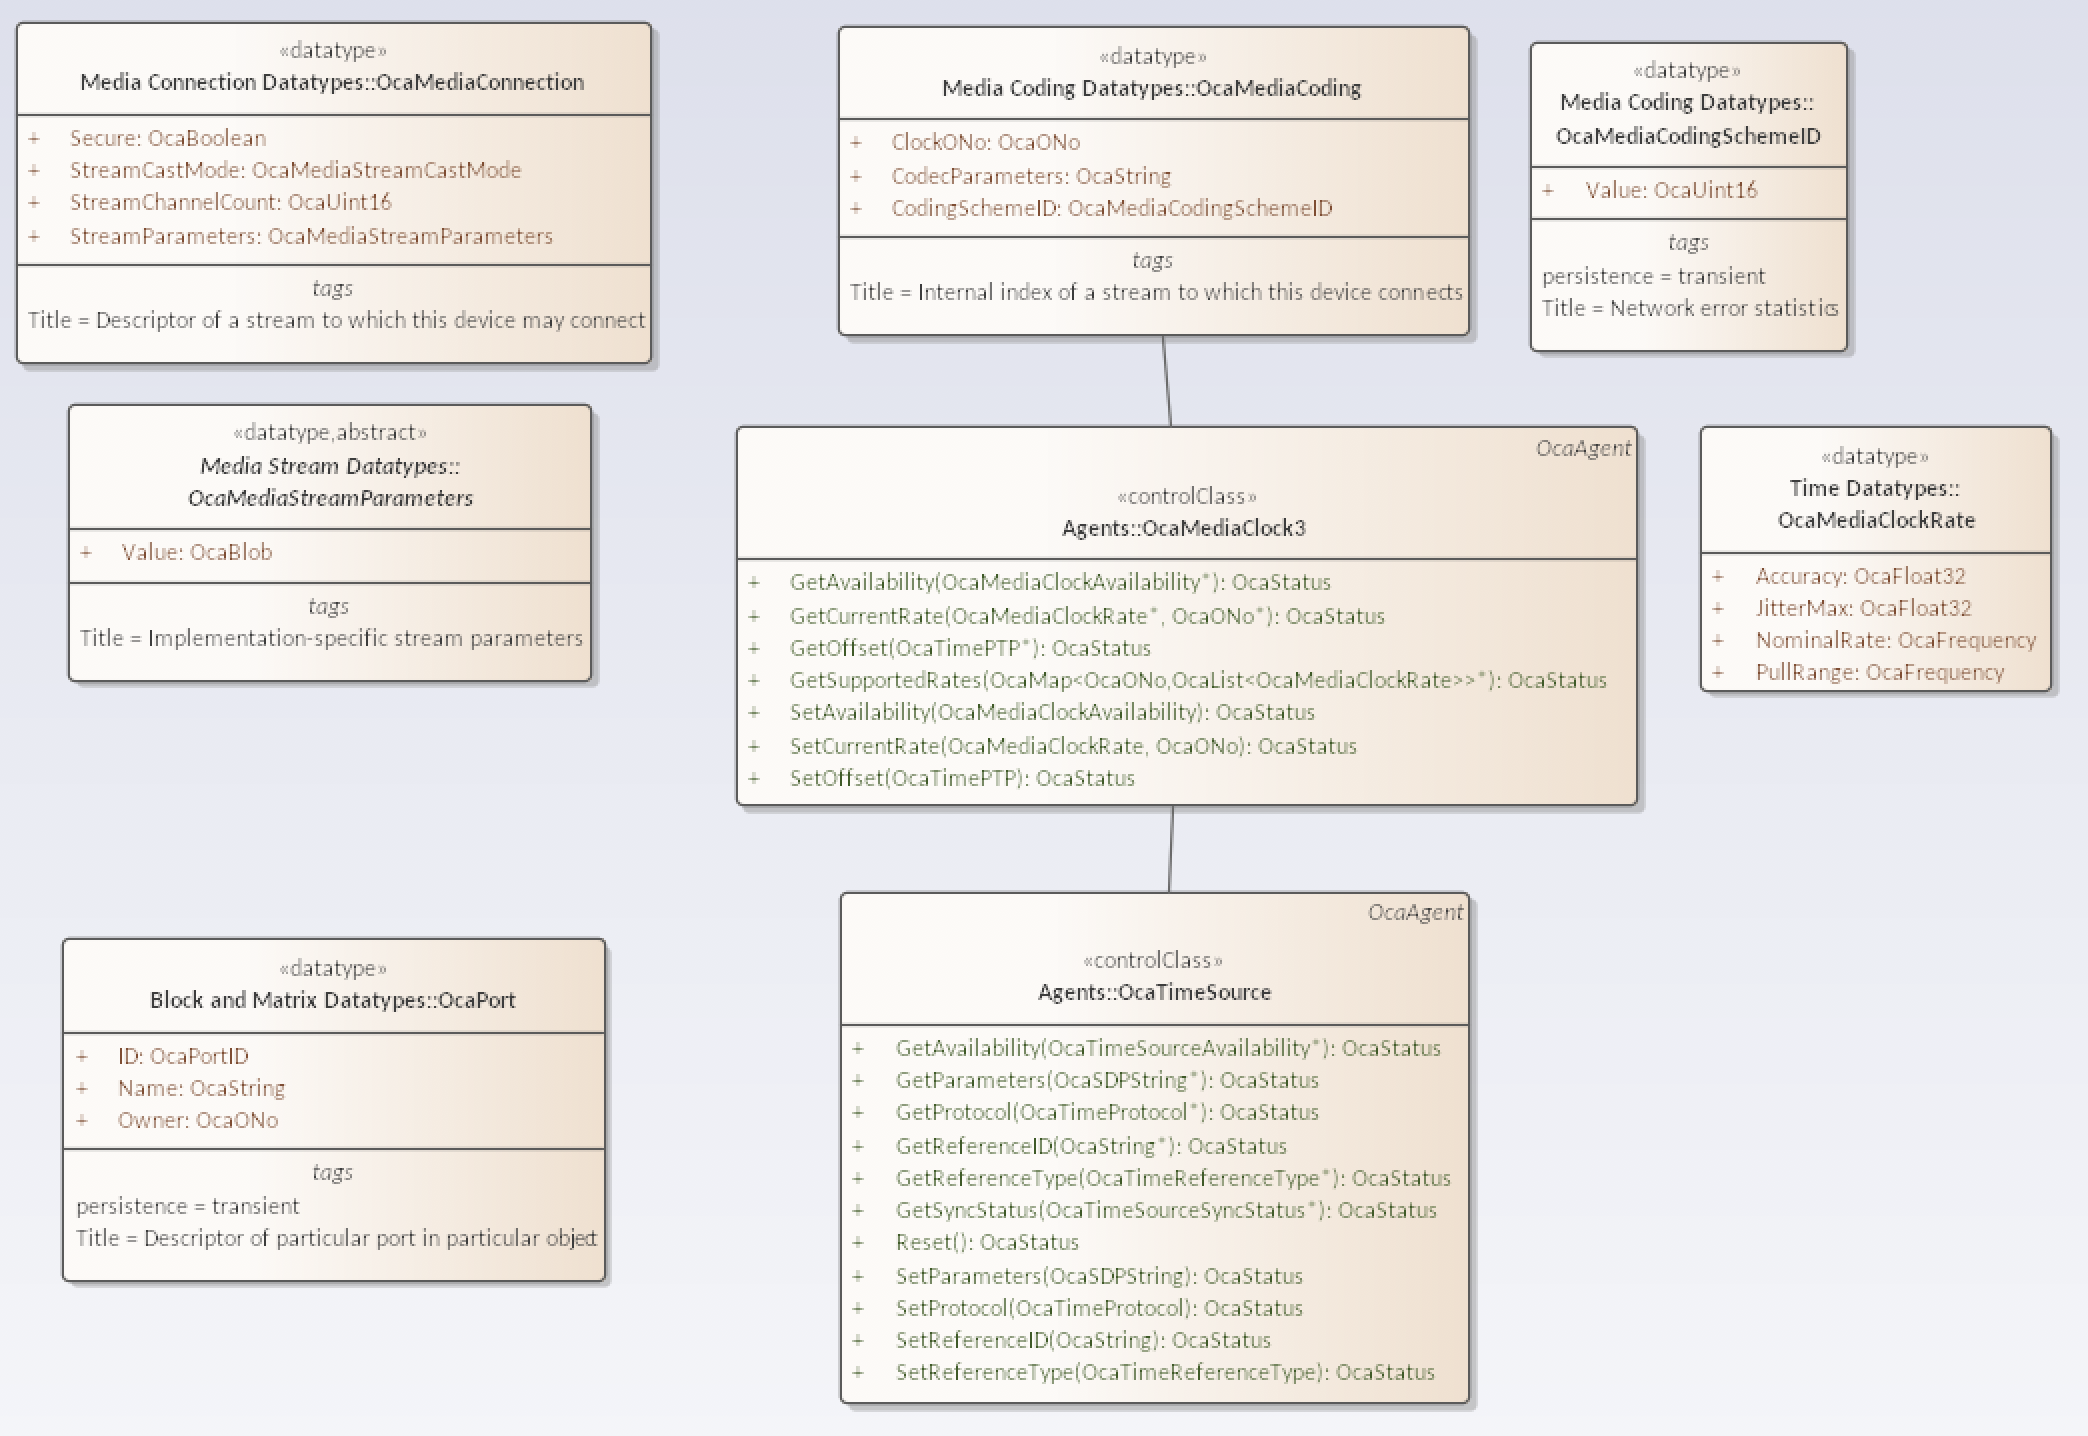 «datatype»
Media Connection Datatypes::OcaMediaConnection
+ Secure: OcaBoolean
+ StreamCastMode: OcaMediaStreamCastMode
+ StreamChannelCount: OcaUint16
+ StreamParameters: OcaMediaStreamParameters
tags
Title = Descriptor of a stream to which this device may connect
«datatype»
Media Coding Datatypes::OcaMediaCoding
+ ClockONo: OcaONo
+ CodecParameters: OcaString
+ CodingSchemeID: OcaMediaCodingSchemeID
tags
Title = Internal index of a stream to which this device connects
«datatype»
Media Coding Datatypes::
OcaMediaCodingSchemeID
+ Value: OcaUint16
tags
persistence = transient
Title = Network error statistics
«datatype,abstract»
Media Stream Datatypes::
OcaMediaStreamParameters
+ Value: OcaBlob
tags
Title = Implementation-specific stream parameters
OcaAgent
«controlClass»
Agents::OcaMediaClock3
+ GetAvailability(OcaMediaClockAvailability*): OcaStatus
+ GetCurrentRate(OcaMediaClockRate*, OcaONo*): OcaStatus
+ GetOffset(OcaTimePTP*): OcaStatus
+ GetSupportedRates(OcaMap<OcaONo,OcaList<OcaMediaClockRate>>*): OcaStatus
+ SetAvailability(OcaMediaClockAvailability): OcaStatus
+ SetCurrentRate(OcaMediaClockRate, OcaONo): OcaStatus
+ SetOffset(OcaTimePTP): OcaStatus
«datatype»
Time Datatypes::
OcaMediaClockRate
+ Accuracy: OcaFloat32
+ JitterMax: OcaFloat32
+ NominalRate: OcaFrequency
+ PullRange: OcaFrequency
«datatype»
Block and Matrix Datatypes::OcaPort
+ ID: OcaPortID
+ Name: OcaString
+ Owner: OcaONo
tags
persistence = transient
Title = Descriptor of particular port in particular object
OcaAgent
«controlClass»
Agents::OcaTimeSource
+ GetAvailability(OcaTimeSourceAvailability*): OcaStatus
+ GetParameters(OcaSDPString*): OcaStatus
+ GetProtocol(OcaTimeProtocol*): OcaStatus
+ GetReferenceID(OcaString*): OcaStatus
+ GetReferenceType(OcaTimeReferenceType*): OcaStatus
+ GetSyncStatus(OcaTimeSourceSyncStatus*): OcaStatus
+ Reset(): OcaStatus
+ SetParameters(OcaSDPString): OcaStatus
+ SetProtocol(OcaTimeProtocol): OcaStatus
+ SetReferenceID(OcaString): OcaStatus
+ SetReferenceType(OcaTimeReferenceType): OcaStatus